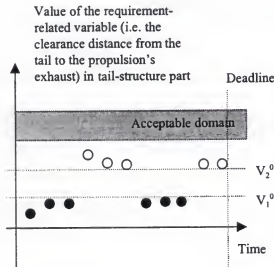 Value of the requirement-
related variable (i.e. the
clearance distance from the
tail to the propulsion's
exhaust) in tail-structure part
Deadline
Acceptable domain
V₂⁰
V₁⁰
Time